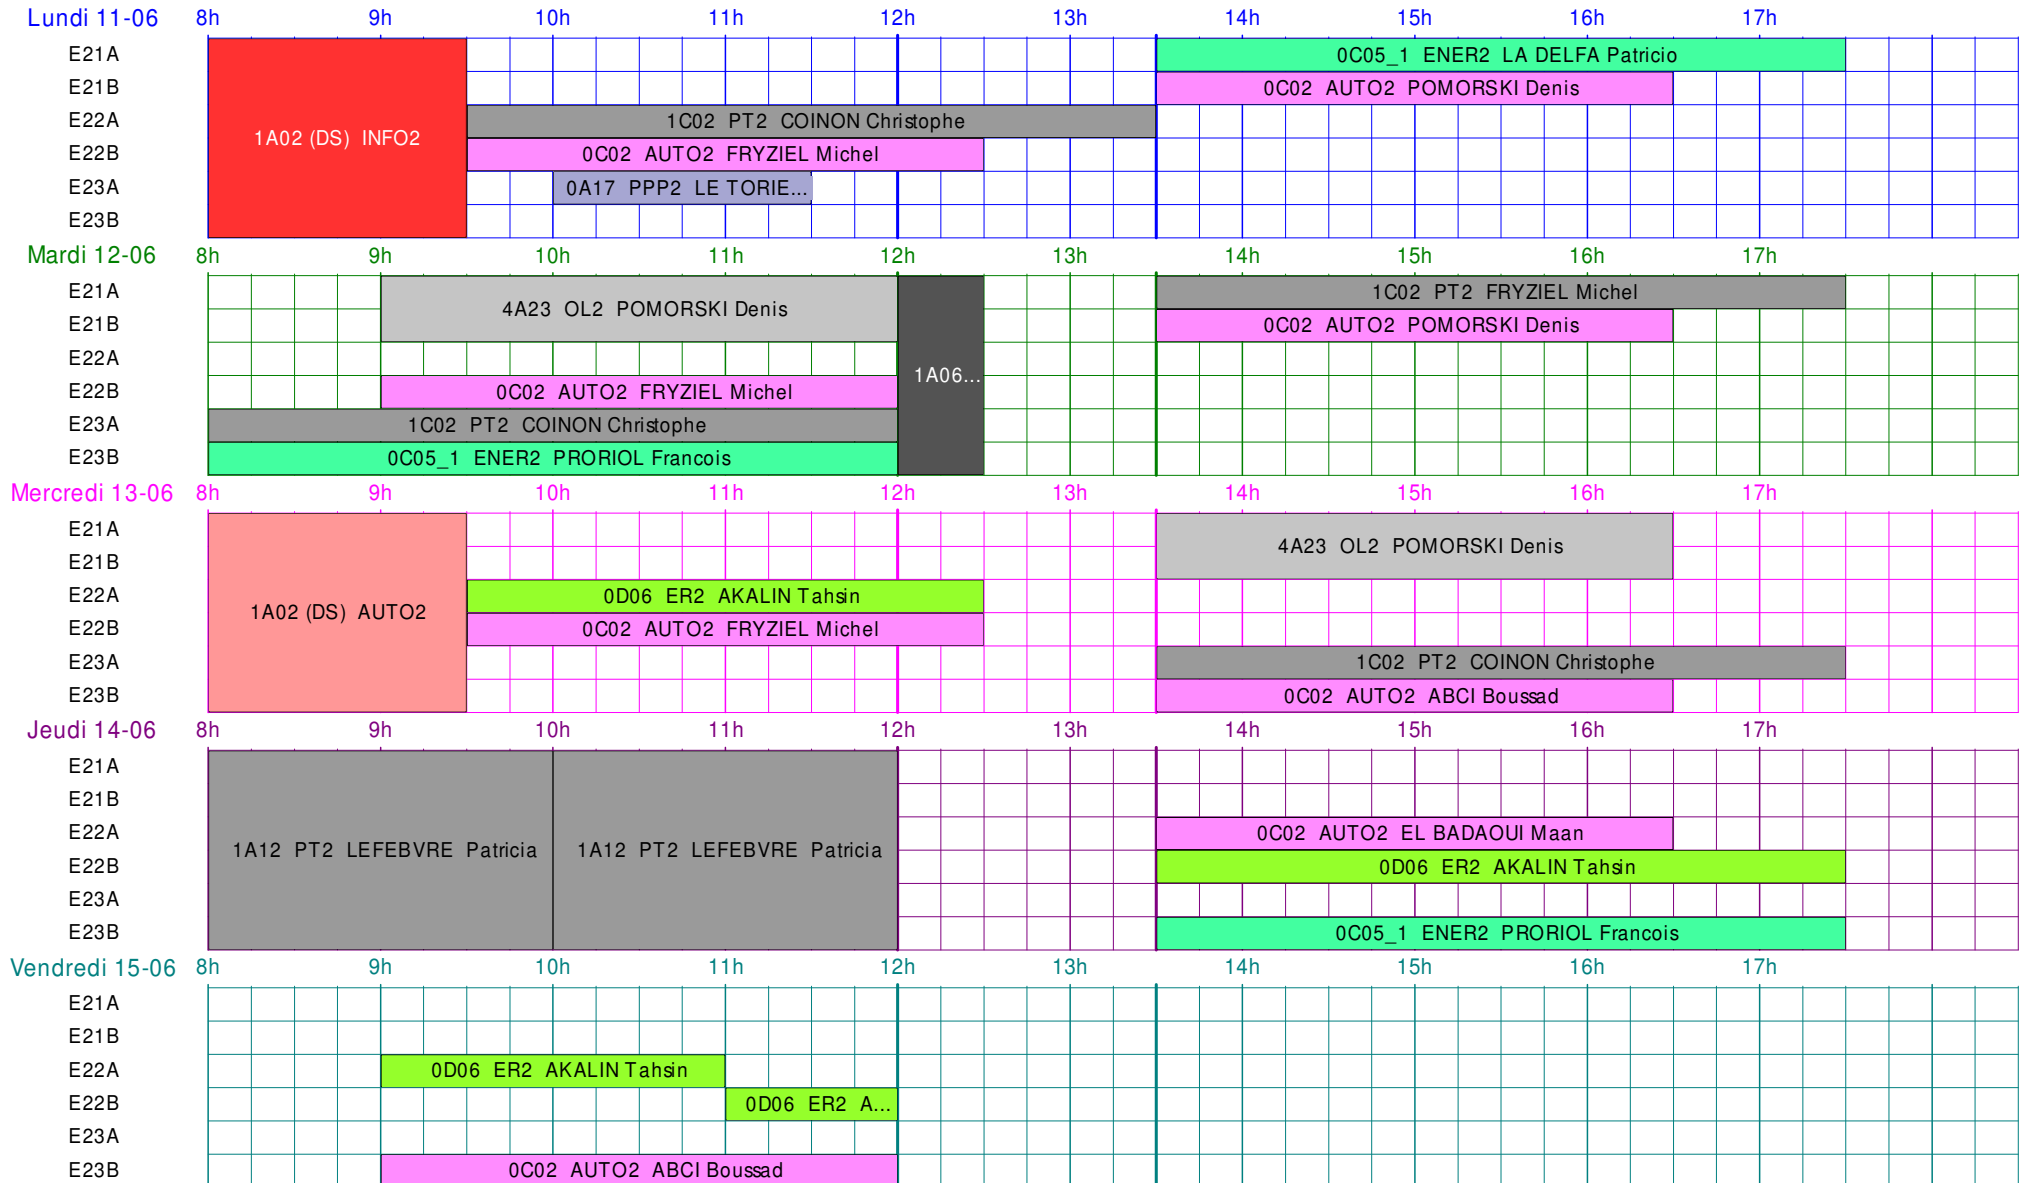 Lundi 11-06 8h 9h 10h 11h 12h 13h 14h 15h 16h 17h
E21A 0C05_1 ENER2 LA DELFA Patricio
E21B 0C02 AUTO2 POMORSKI Denis
E22A 1C02 PT2 COINON Christophe
1A02 (DS) INFO2
E22B 0C02 AUTO2 FRYZIEL Michel
E23A 0A17 PPP2 LE TORIE...
E23B
Mardi 12-06 8h 9h 10h 11h 12h 13h 14h 15h 16h 17h
E21A 1C02 PT2 FRYZIEL Michel
4A23 OL2 POMORSKI Denis
E21B 0C02 AUTO2 POMORSKI Denis
E22A
1A06...
E22B 0C02 AUTO2 FRYZIEL Michel
E23A 1C02 PT2 COINON Christophe
E23B 0C05_1 ENER2 PRORIOL Francois
Mercredi 13-06 8h 9h 10h 11h 12h 13h 14h 15h 16h 17h
E21A
4A23 OL2 POMORSKI Denis
E21B
E22A 0D06 ER2 AKALIN Tahsin
1A02 (DS) AUTO2
E22B 0C02 AUTO2 FRYZIEL Michel
E23A 1C02 PT2 COINON Christophe
E23B 0C02 AUTO2 ABCI Boussad
Jeudi 14-06 8h 9h 10h 11h 12h 13h 14h 15h 16h 17h
E21A
E21B
E22A 0C02 AUTO2 EL BADAOUI Maan
1A12 PT2 LEFEBVRE Patricia 1A12 PT2 LEFEBVRE Patricia
E22B 0D06 ER2 AKALIN Tahsin
E23A
E23B 0C05_1 ENER2 PRORIOL Francois
Vendredi 15-06 8h 9h 10h 11h 12h 13h 14h 15h 16h 17h
E21A
E21B
E22A 0D06 ER2 AKALIN Tahsin
E22B 0D06 ER2 A...
E23A
E23B 0C02 AUTO2 ABCI Boussad